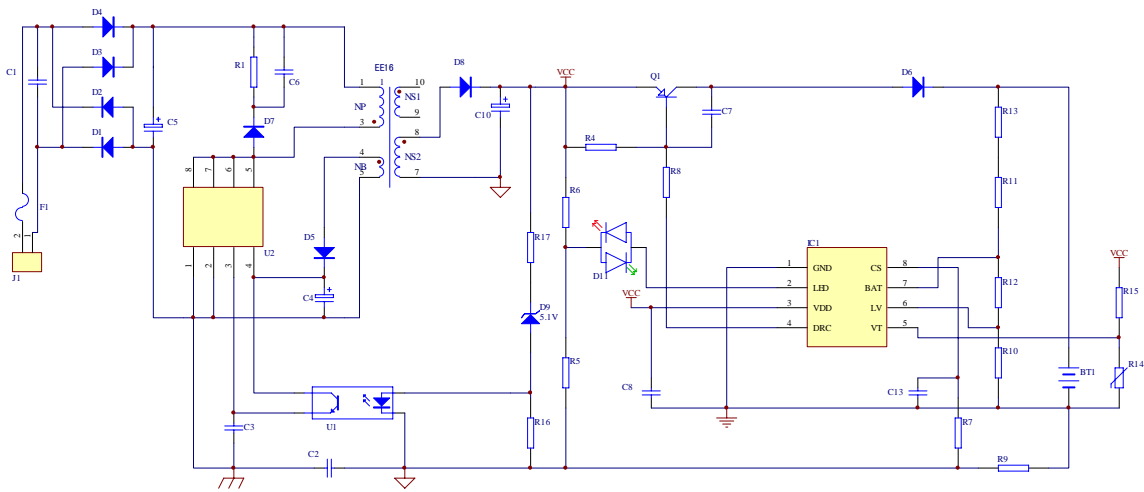 D4
D3
D2
D1
C1
C5
R1
C6
D7
EE16
1
1
10
NS1
NP
9
3
8
4
NS2
NB
5
7
D8
C10
VCC
Q1
C7
D6
R13
R4
R8
R11
R6
F1
2
1
J1
8
7
6
5
U2
1
2
3
4
D5
C4
R17
D9
5.1V
D11
VCC
IC1
1
GND
CS
8
2
LED
BAT
7
3
VDD
LV
6
4
DRC
VT
5
R12
VCC
R15
R10
R14
BT1
R5
C8
C13
R7
U1
R16
C3
C2
R9